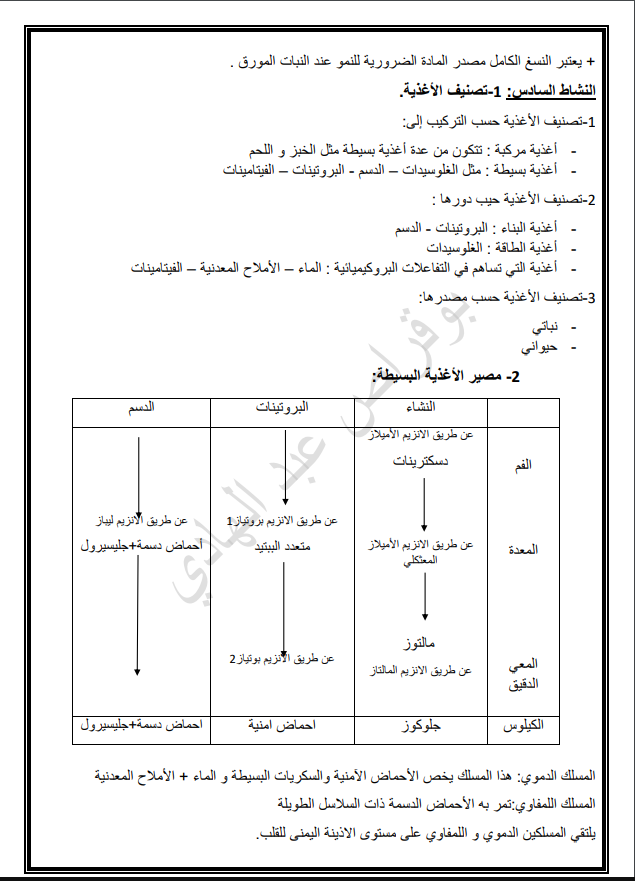 + يعتبر النسغ الكامل مصدر المادة الضرورية للنمو عند النبات المورق .
النشاط السادس: 1-تصنيف الأغذية.
1-تصنيف الأغذية حسب التركيب إلى:
- أغذية مركبة : تتكون من عدة أغذية بسيطة مثل الخبز و اللحم
- أغذية بسيطة : مثل الغلوسيدات – الدسم - البروتينات – الفيتامينات
2-تصنيف الأغذية حيب دورها :
- أغذية البناء : البروتينات - الدسم
- أغذية الطاقة : الغلوسيدات
- أغذية التي تساهم في التفاعلات البروكيميائية : الماء – الأملاح المعدنية – الفيتامينات
3-تصنيف الأغذية حسب مصدرها:
- نباتي
- حيواني
2- مصير الأغذية البسيطة:
النشاء البروتينات الدسم
عن طريق الانزيم الأميلاز
الفم دسكترينات
عن طريق الانزيم بروتياز1 عن طريق الأنزيم ليباز
المعدة عن طريق الانزيم الأميلاز متعدد الببتيد أحماض دسمة+جليسيرول
المعثكلي
مالتوز
المعي عن طريق الأنزيم بوتياز2
الدقيق عن طريق الانزيم المالتاز
الكيلوس جلوكوز احماض امنية احماض دسمة+جليسيرول
المسلك الدموي: هذا المسلك يخص الأحماض الآمنية والسكريات البسيطة و الماء + الأملاح المعدنية
المسلك اللمفاوي:تمر به الأحماض الدسمة ذات السلاسل الطويلة
يلتقي المسلكين الدموي و اللمفاوي على مستوى الاذينة اليمنى للقلب.
بوقراص عبد الهادي